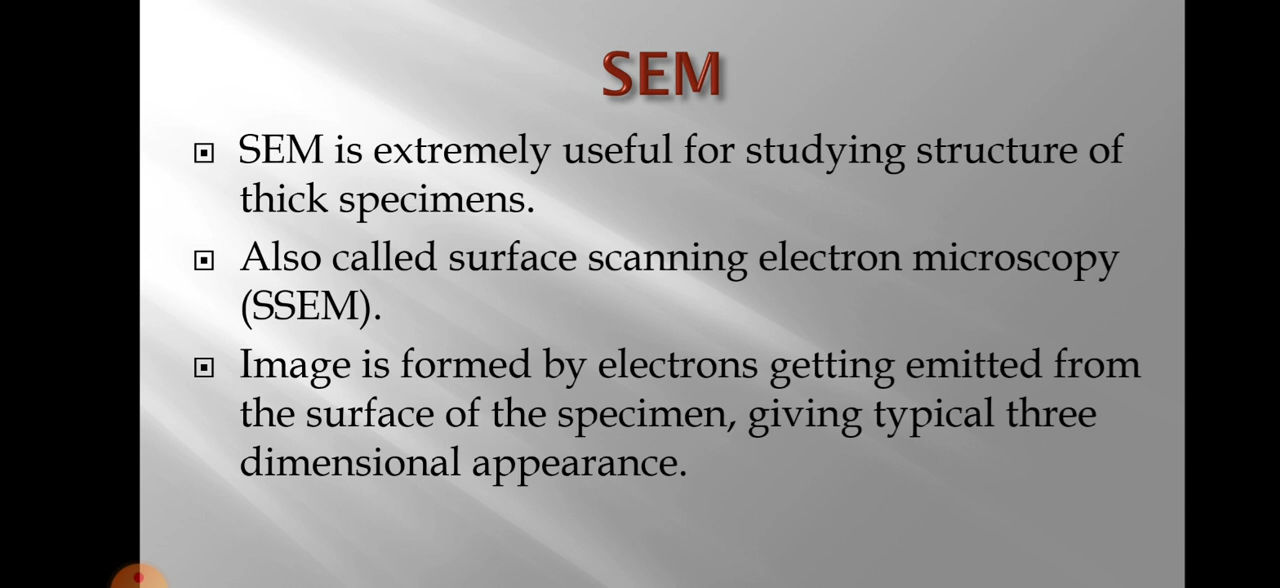 SEM
SEM is extremely useful for studying structure of
thick specimens.
Also called surface scanning electron microscopy
(SSEM).
Image is formed by electrons getting emitted from
the surface of the specimen, giving typical three
dimensional appearance.